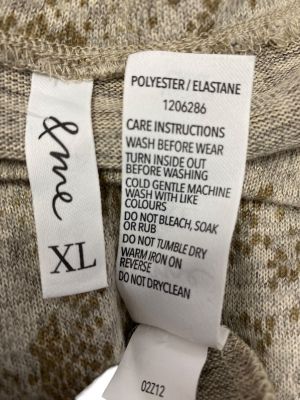 &me
XL
POLYESTER / ELASTANE
1206286
CARE INSTRUCTIONS
WASH BEFORE WEAR
TURN INSIDE OUT
BEFORE WASHING
COLD GENTLE MACHINE
WASH WITH LIKE
COLOURS
DO NOT BLEACH, SOAK
OR RUB
DO NOT TUMBLE DRY
WARM IRON ON
REVERSE
DO NOT DRYCLEAN
02Z12